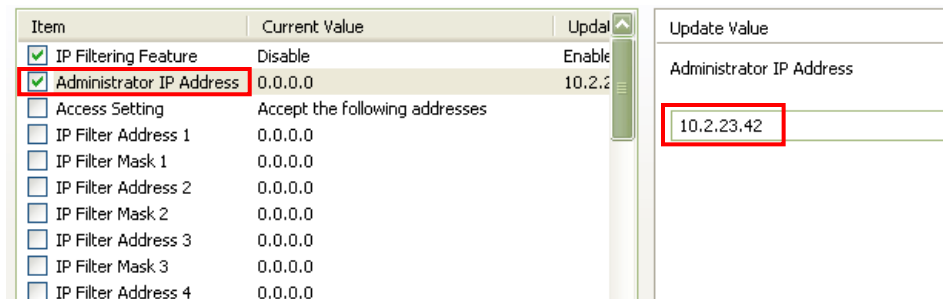 Item Current Value Updat
IP Filtering Feature Disable Enable
Administrator IP Address 0.0.0.0 10.2.2
Access Setting Accept the following addresses
IP Filter Address 1 0.0.0.0
IP Filter Mask 1 0.0.0.0
IP Filter Address 2 0.0.0.0
IP Filter Mask 2 0.0.0.0
IP Filter Address 3 0.0.0.0
IP Filter Mask 3 0.0.0.0
IP Filter Address 4 0.0.0.0
Update Value
Administrator IP Address
10.2.23.42